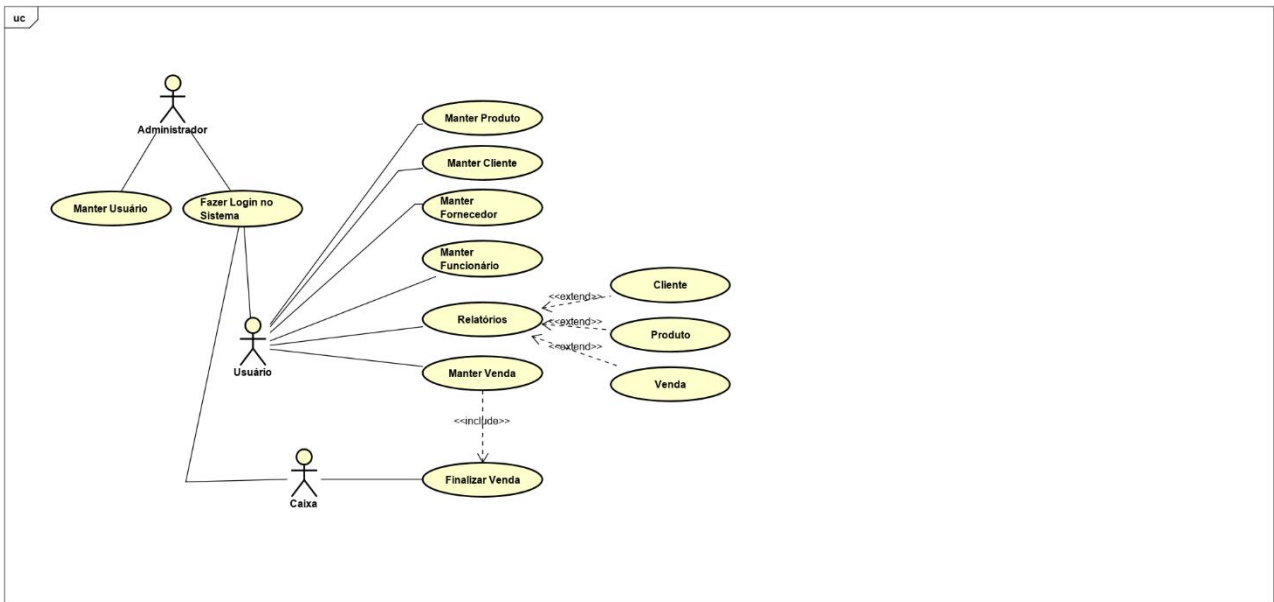 uc
Administrador
Manter Usuário
Fazer Login no
Sistema
Usuário
Caixa
Manter Produto
Manter Cliente
Manter
Fornecedor
Manter
Funcionário
Relatórios
Manter Venda
<<include>>
Finalizar Venda
<<extend>>
<<extend>>
<<extend>>
Cliente
Produto
Venda